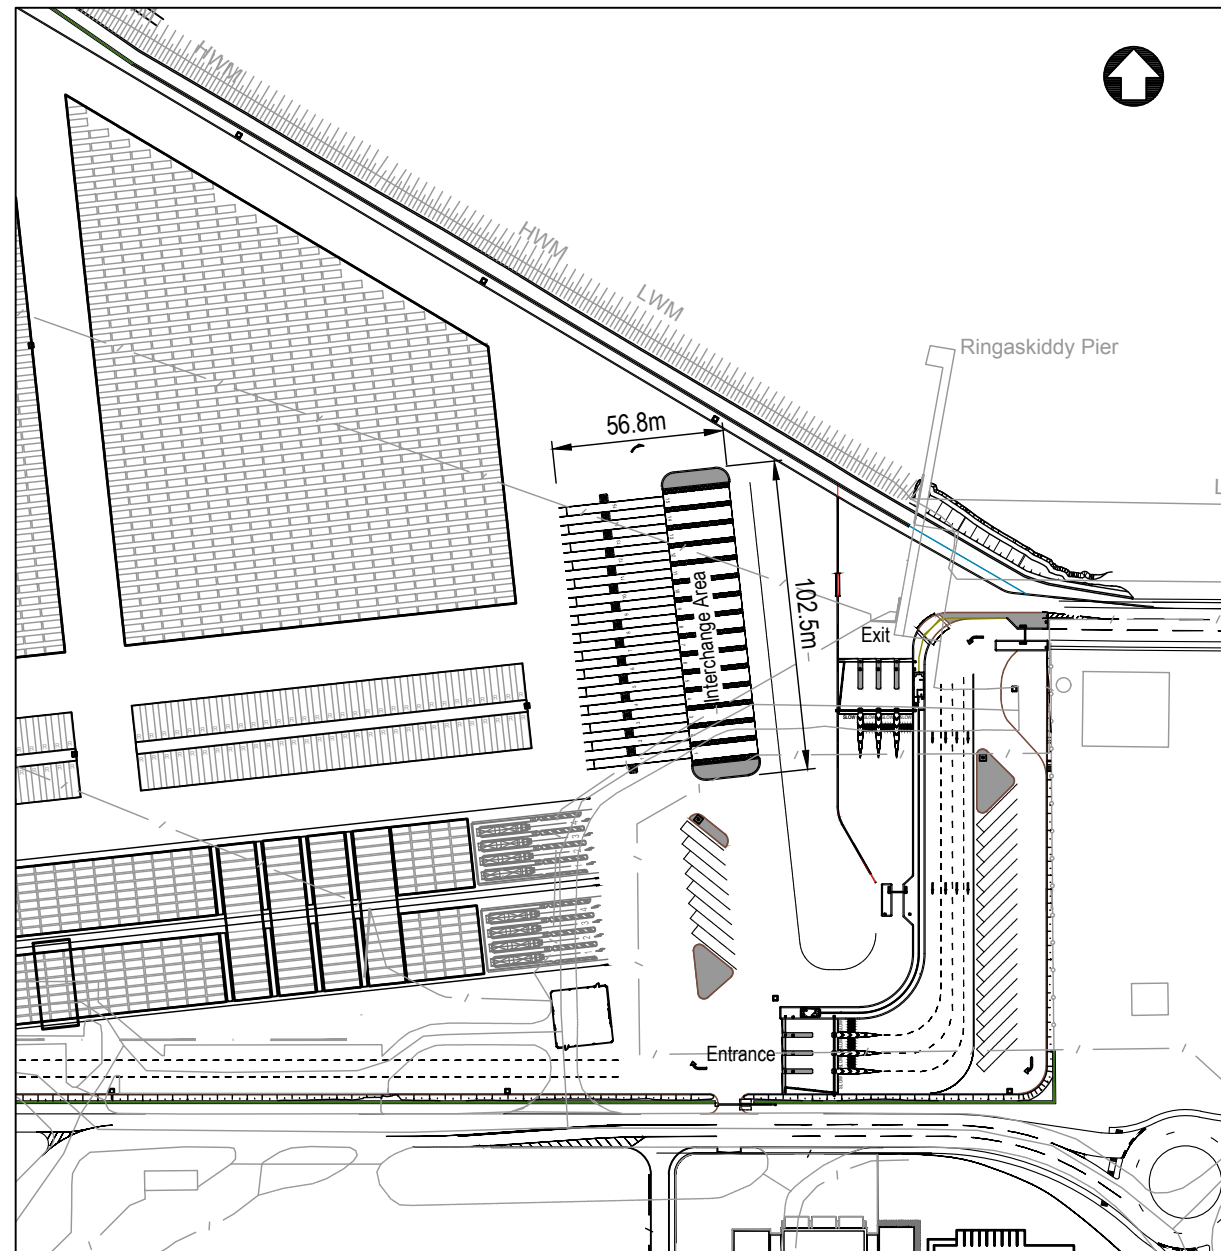 HWM
HWM
LWM
Ringaskiddy Pier
56.8m
Interchange Area
102.5m
Exit
SLOW
Entrance